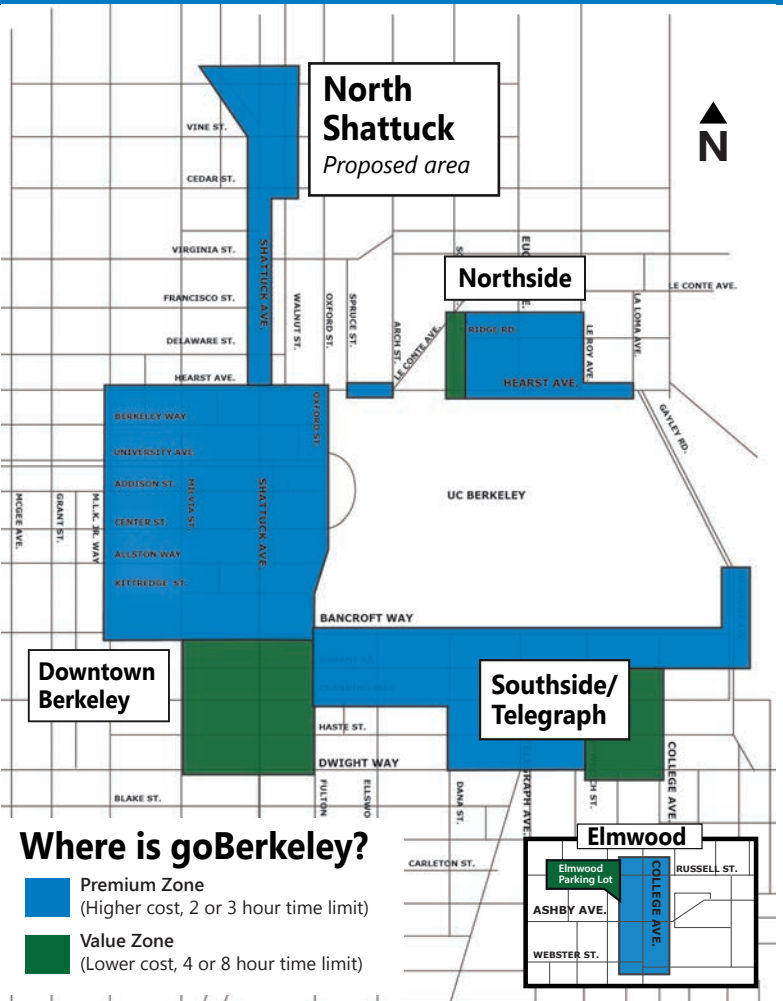 North
Shattuck
Proposed area
N
VINE ST.
CEDAR ST.
VIRGINIA ST.
FRANCISCO ST.
DELAWARE ST.
HEARST AVE.
SHATTUCK AVE.
WALNUT ST.
OXFORD ST.
SPRUCE ST.
ARCH ST.
LE CONTE AVE.
Northside
LE CONTE AVE.
RIDGE RD.
LE ROY AVE.
LA LOMA AVE.
HEARST AVE.
GAYLEY RD.
BERKELEY WAY
UNIVERSITY AVE.
ADDISON ST.
CENTER ST.
ALLSTON WAY
KITTREDGE ST.
MCGEE AVE.
GRANT ST.
M.L.K. JR. WAY
MILVIA ST.
SHATTUCK AVE.
OXFORD ST.
UC BERKELEY
BANCROFT WAY
Downtown
Berkeley
Southside/
Telegraph
HASTE ST.
DWIGHT WAY
BLAKE ST.
FULTON
ELLSWO
DANA ST.
GRAPH AVE.
CH ST.
COLLEGE AVE.
CARLETON ST.
Where is goBerkeley?
Premium Zone
(Higher cost, 2 or 3 hour time limit)
Value Zone
(Lower cost, 4 or 8 hour time limit)
Elmwood
Elmwood
Parking Lot
COLLEGE AVE.
RUSSELL ST.
ASHBY AVE.
WEBSTER ST.